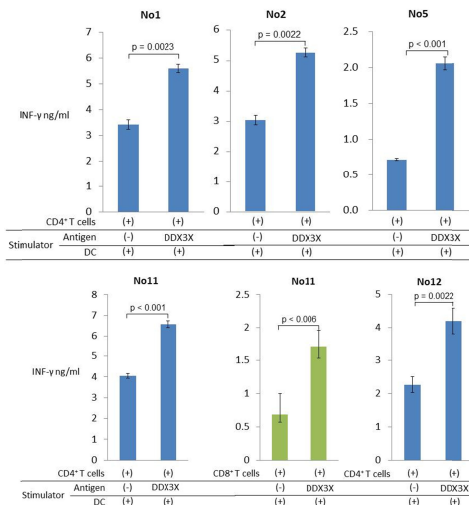 No1 No2 No5
p = 0.0023 p = 0.0022 p < 0.001
INF-γ ng/ml
7 6 5 4 3 2 1 0
6 5 4 3 2 1 0
2.5 2.0 1.5 1.0 0.5 0.0
CD4⁺ T cells (+) (+) (+) (+) (+) (+)
Stimulator
Antigen (-) DDX3X (-) DDX3X (-) DDX3X
DC (+) (+) (+) (+) (+) (+)
No11 No11 No12
p < 0.001 p < 0.006 p = 0.0022
INF-γ ng/ml
8 7 6 5 4 3 2 1 0
2.5 2 1.5 1 0.5 0
5 4 3 2 1 0
CD4⁺ T cells (+) (+) CD8⁺ T cells (+) (+) CD4⁺ T cells (+) (+)
Stimulator
Antigen (-) DDX3X (-) DDX3X (-) DDX3X
DC (+) (+) (+) (+) (+) (+)